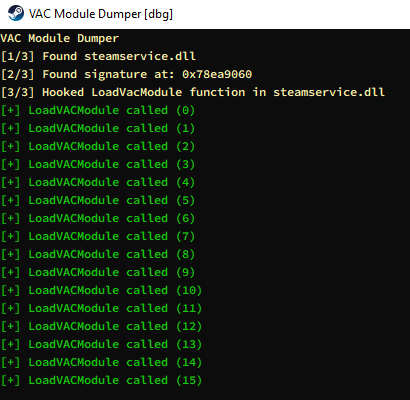 VAC Module Dumper [dbg]
VAC Module Dumper
[1/3] Found steamservice.dll
[2/3] Found signature at: 0x78ea9060
[3/3] Hooked LoadVacModule function in steamservice.dll
[+] LoadVACModule called (0)
[+] LoadVACModule called (1)
[+] LoadVACModule called (2)
[+] LoadVACModule called (3)
[+] LoadVACModule called (4)
[+] LoadVACModule called (5)
[+] LoadVACModule called (6)
[+] LoadVACModule called (7)
[+] LoadVACModule called (8)
[+] LoadVACModule called (9)
[+] LoadVACModule called (10)
[+] LoadVACModule called (11)
[+] LoadVACModule called (12)
[+] LoadVACModule called (13)
[+] LoadVACModule called (14)
[+] LoadVACModule called (15)